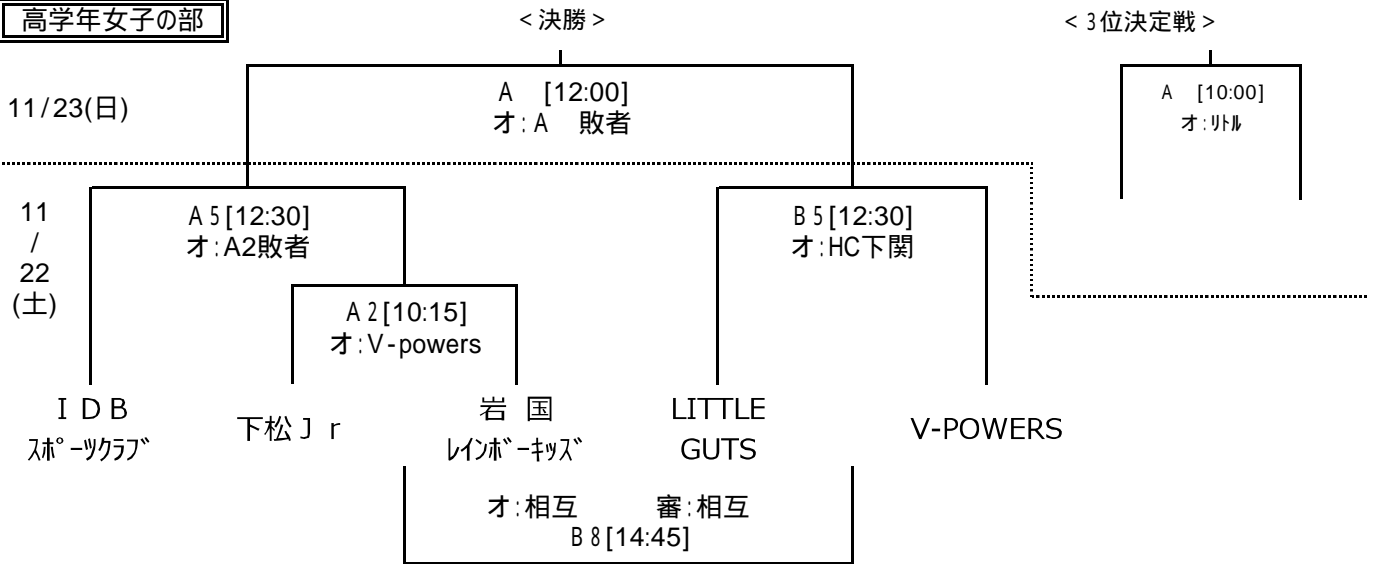 高学年女子の部
<決勝>
<3位決定戦>
11/23(日)
A [12:00]
オ:A 敗者
A [10:00]
オ:ﾘﾄﾙ
11
/
22
(土)
A5[12:30]
オ:A2敗者
B5[12:30]
オ:HC下関
A2[10:15]
オ:V-powers
ＩＤＢ
ｽﾎﾟｰﾂｸﾗﾌﾞ
下松Ｊｒ
岩 国
ﾚｲﾝﾎﾞｰｷｯｽﾞ
LITTLE
GUTS
V-POWERS
オ:相互 審:相互
B8[14:45]